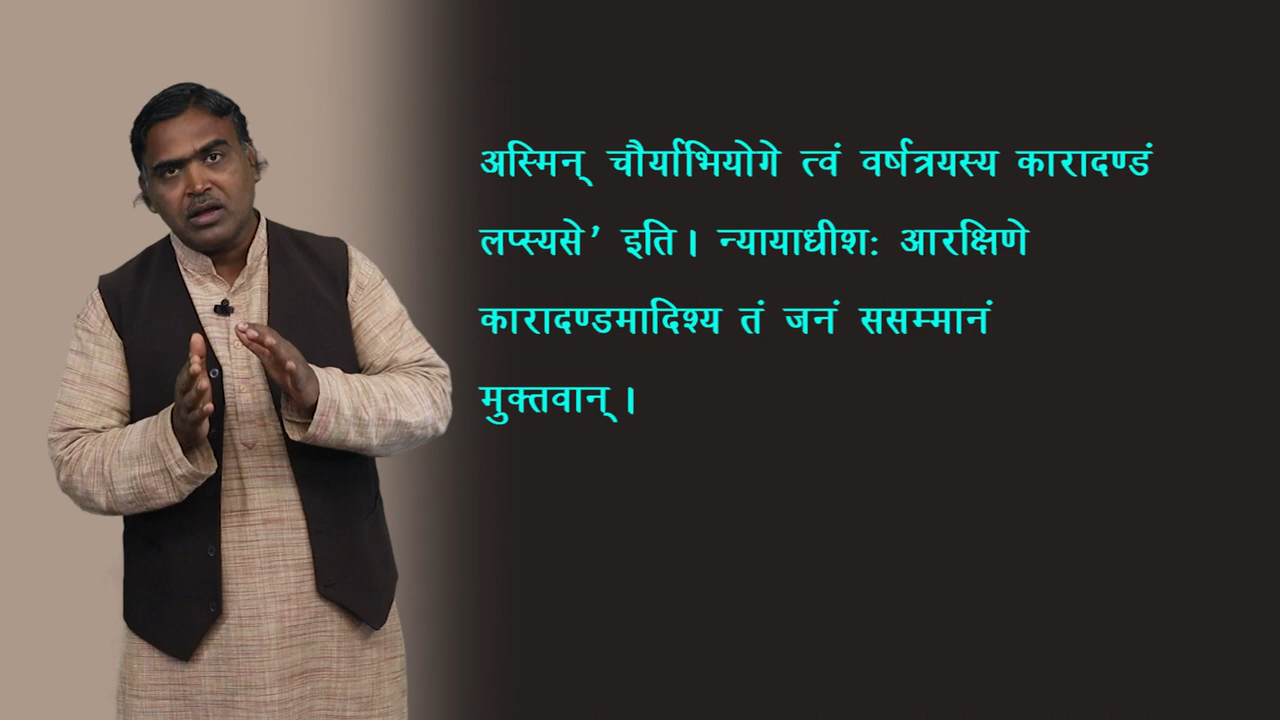 अस्मिन् चौर्याभियोगे त्वं वर्षत्रयस्य कारादण्डं
लप्स्यसे’ इति। न्यायाधीशः आरक्षिणे
कारादण्डमादिश्य तं जनं ससम्मानं
मुक्तवान्।